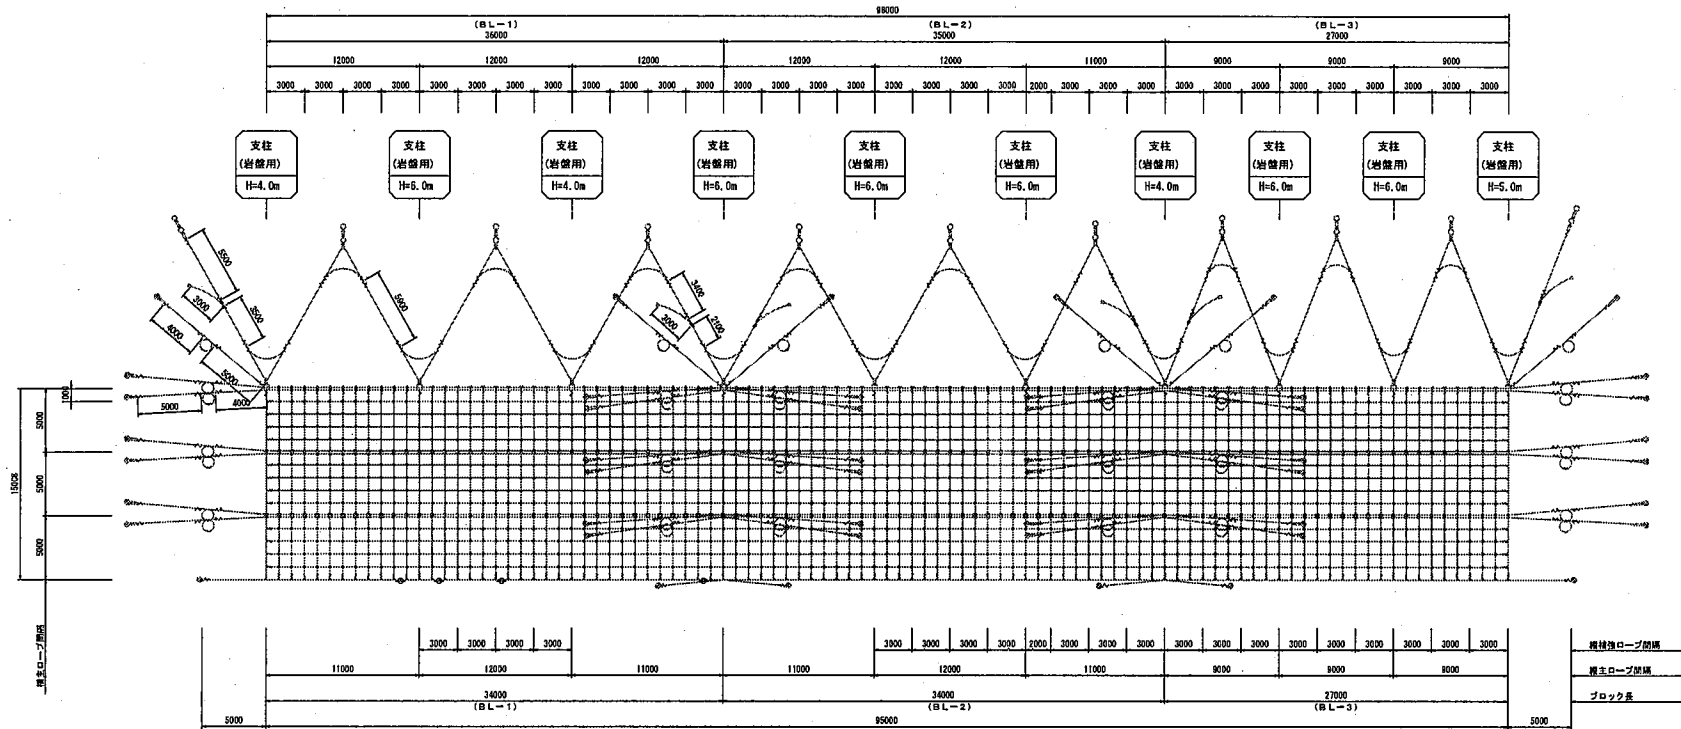 98000
(BL-1) (BL-2) (BL-3)
36000 35000 27000
12000 12000 12000 12000 12000 11000 9000 9000 9000
3000 3000 3000 3000 3000 3000 3000 3000 3000 3000 3000 3000 3000 3000 3000 3000 3000 3000 3000 3000 2000 3000 3000 3000 3000 3000 3000 3000 3000 3000 3000 3000 3000
支柱 支柱 支柱 支柱 支柱 支柱 支柱 支柱 支柱 支柱
(岩盤用) (岩盤用) (岩盤用) (岩盤用) (岩盤用) (岩盤用) (岩盤用) (岩盤用) (岩盤用) (岩盤用)
H=4.0m H=6.0m H=4.0m H=6.0m H=6.0m H=6.0m H=4.0m H=6.0m H=6.0m H=5.0m
5500
3000
3500
4000
5000
5900
3400
3000
2100
1000
5000 4000
5000
5000
5000
横主ロープ間隔
3000 3000 3000 3000 3000 3000 3000 2000 3000 3000 3000 3000 3000 3000 3000 3000 3000 3000 3000 3000 縦補強ロープ間隔
11000 12000 11000 11000 12000 11000 9000 9000 縦主ロープ間隔
34000 34000 27000 ブロック長
(BL-1) (BL-2) (BL-3)
5000 95000 5000